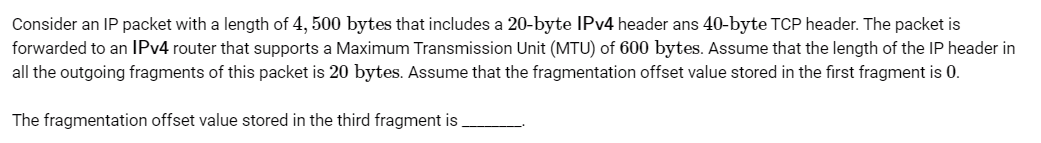 Consider an IP packet with a length of 4, 500 bytes that includes a 20-byte IPv4 header ans 40-byte TCP header. The packet is
forwarded to an IPv4 router that supports a Maximum Transmission Unit (MTU) of 600 bytes. Assume that the length of the IP header in
all the outgoing fragments of this packet is 20 bytes. Assume that the fragmentation offset value stored in the first fragment is 0.
The fragmentation offset value stored in the third fragment is ________.